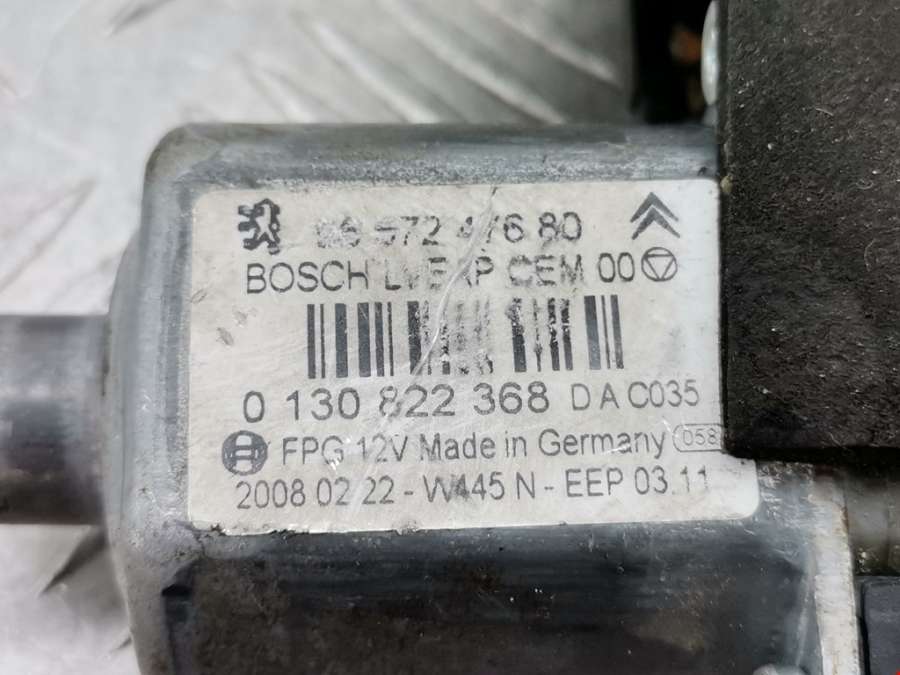 96 572 476 80
BOSCH LVEXP CEM 00
0 130 822 368 D A C035
FPG 12V Made in Germany 058
2008 02 22 - W445 N - EEP 03.11